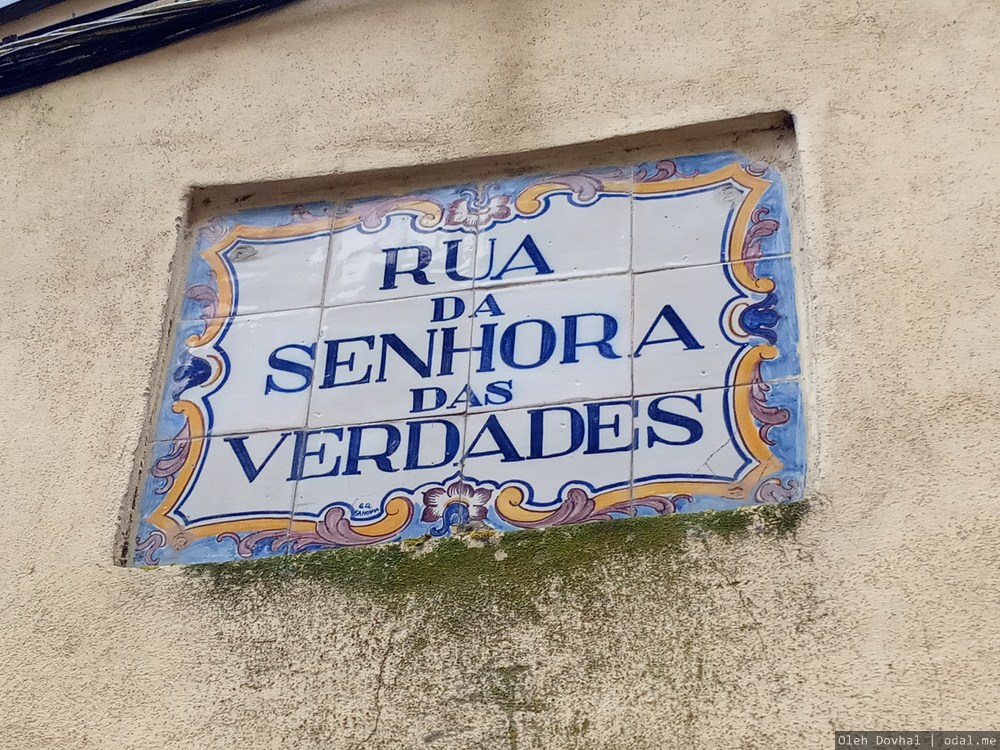 RUA
DA
SENHORA
DAS
VERDADES
Oleh Dovhal | odal.me